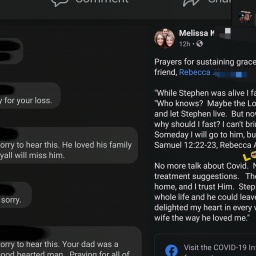 Comment
Share
y for your loss.
orry to hear this. He loved his family
yall will miss him.
sorry.
orry to hear this. Your dad was a
good hearted man. Praying for all of
Melissa
12h
Prayers for sustaining grace
friend, Rebecca
"While Stephen was alive I fa
"Who knows? Maybe the Lo
and let Stephen live. But now
why should I fast? I can't bri
Someday I will go to him, bu
Samuel 12:22-23, Rebecca A
No more talk about Covid. N
treatment suggestions. The
home, and I trust Him. Step
whole life and he could leave
delighted my heart in every w
wife the way he loved me."
Visit the COVID-19 In